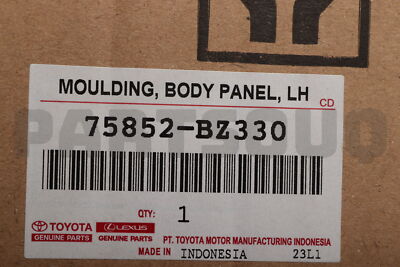 MOULDING, BODY PANEL, LH
CD
75852-BZ330
PARTSOUQ
QTY: 1
TOYOTA LEXUS
GENUINE PARTS GENUINE PARTS PT. TOYOTA MOTOR MANUFACTURING INDONESIA
MADE IN INDONESIA 23L1